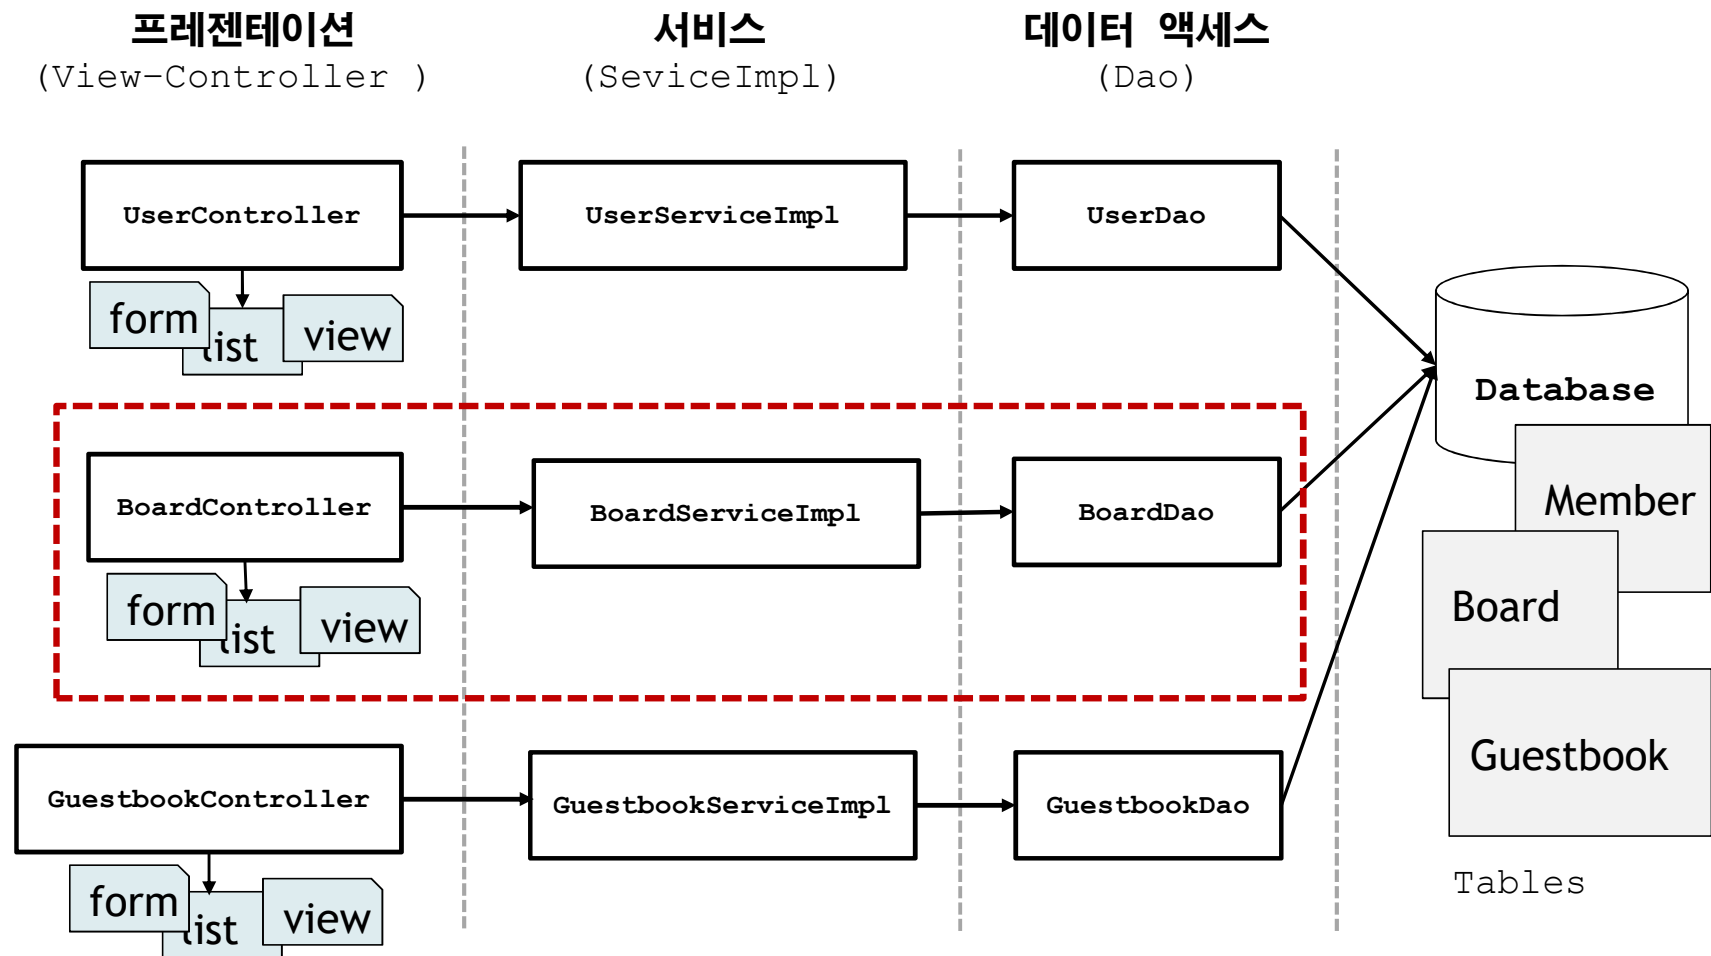 프레젠테이션
(View-Controller )
서비스
(SeviceImpl)
데이터 액세스
(Dao)
UserController
UserServiceImpl
UserDao
form
list
view
Database
BoardController
BoardServiceImpl
BoardDao
form
list
view
Member
Board
Guestbook
GuestbookController
GuestbookServiceImpl
GuestbookDao
form
list
view
Tables